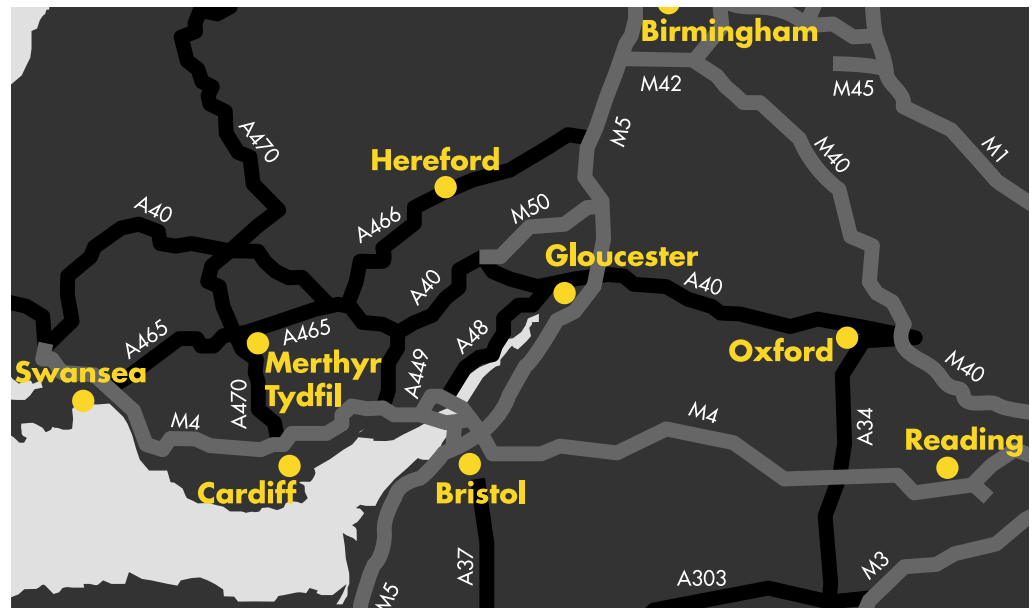 Birmingham
M42
M45
M5
A470
M40
M1
Hereford
A40
A466
M50
Gloucester
A40
A40
A465
A465
A48
Oxford
Swansea
Merthyr
Tydfil
A449
M40
A470
M4
M4
A34
Reading
Cardiff
Bristol
A37
A303
M3
M5